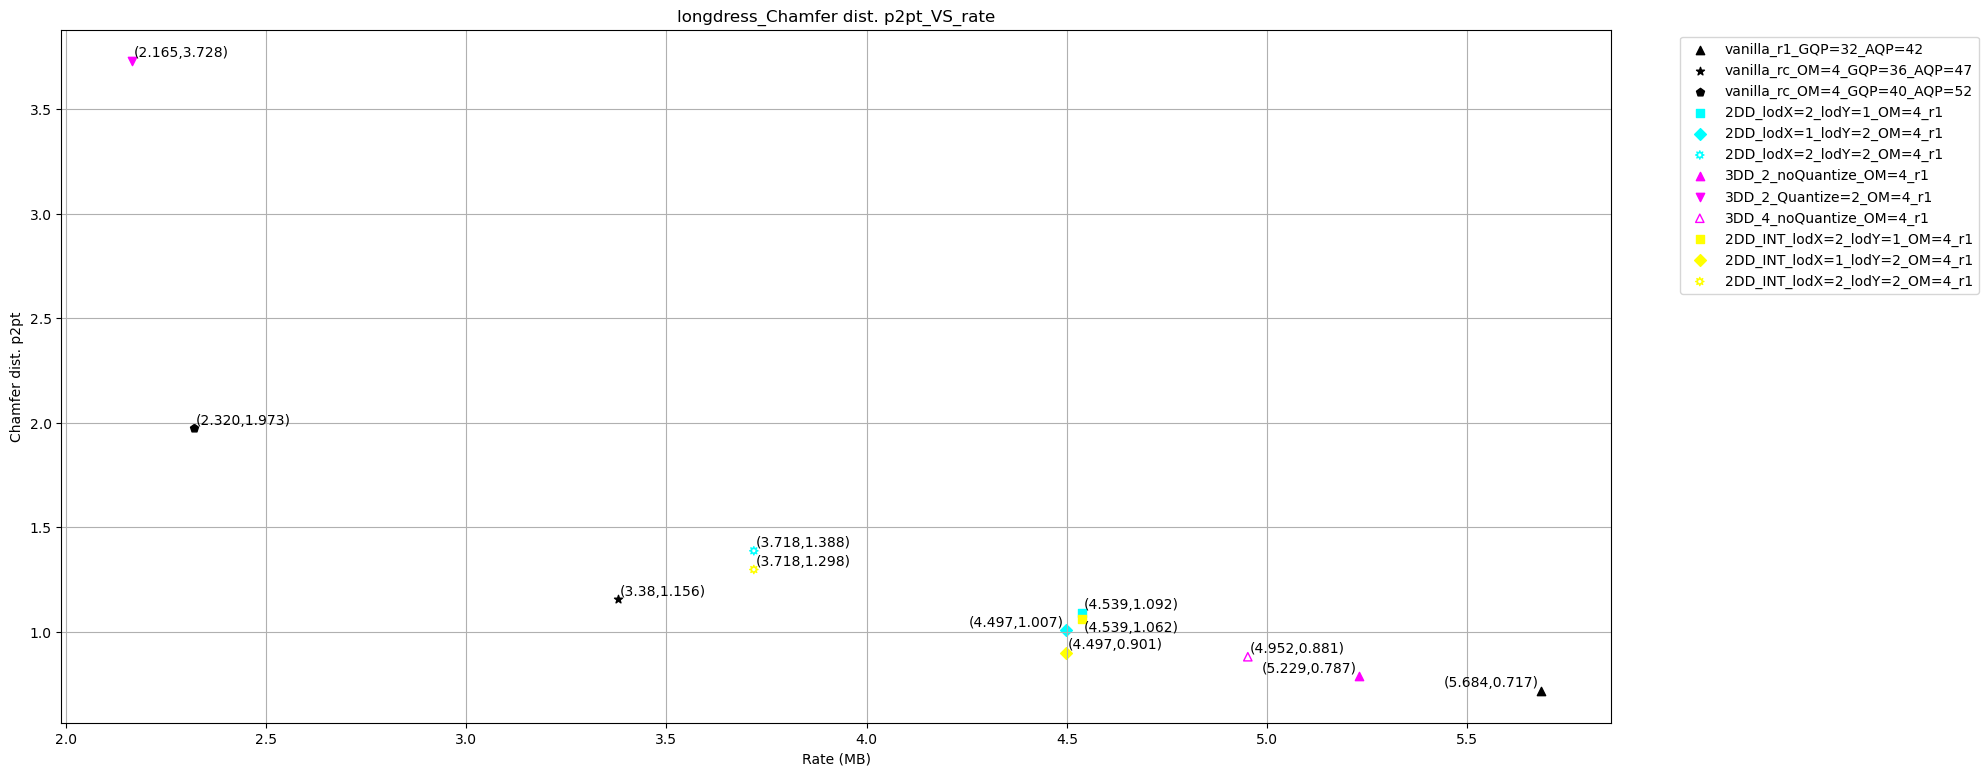 longdress_Chamfer dist. p2pt_VS_rate
(2.165,3.728)
(2.320,1.973)
(3.718,1.388)
(3.718,1.298)
(3.38,1.156)
(4.539,1.092)
(4.497,1.007)
(4.539,1.062)
(4.497,0.901)
(4.952,0.881)
(5.229,0.787)
(5.684,0.717)
Chamfer dist. p2pt
3.5
3.0
2.5
2.0
1.5
1.0
2.0 2.5 3.0 3.5 4.0 4.5 5.0 5.5
Rate (MB)
vanilla_r1_GQP=32_AQP=42
vanilla_rc_OM=4_GQP=36_AQP=47
vanilla_rc_OM=4_GQP=40_AQP=52
2DD_lodX=2_lodY=1_OM=4_r1
2DD_lodX=1_lodY=2_OM=4_r1
2DD_lodX=2_lodY=2_OM=4_r1
3DD_2_noQuantize_OM=4_r1
3DD_2_Quantize=2_OM=4_r1
3DD_4_noQuantize_OM=4_r1
2DD_INT_lodX=2_lodY=1_OM=4_r1
2DD_INT_lodX=1_lodY=2_OM=4_r1
2DD_INT_lodX=2_lodY=2_OM=4_r1